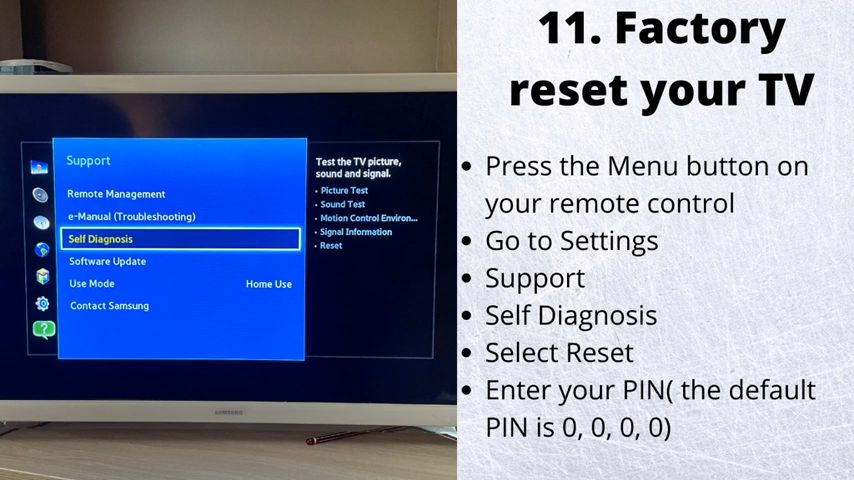 Support
Remote Management
e-Manual (Troubleshooting)
Self Diagnosis
Software Update
Use Mode Home Use
Contact Samsung
Test the TV picture,
sound and signal.
• Picture Test
• Sound Test
• Motion Control Environ...
• Signal Information
• Reset
SAMSUNG
11. Factory
reset your TV
• Press the Menu button on
your remote control
• Go to Settings
• Support
• Self Diagnosis
• Select Reset
• Enter your PIN( the default
PIN is 0, 0, 0, 0)